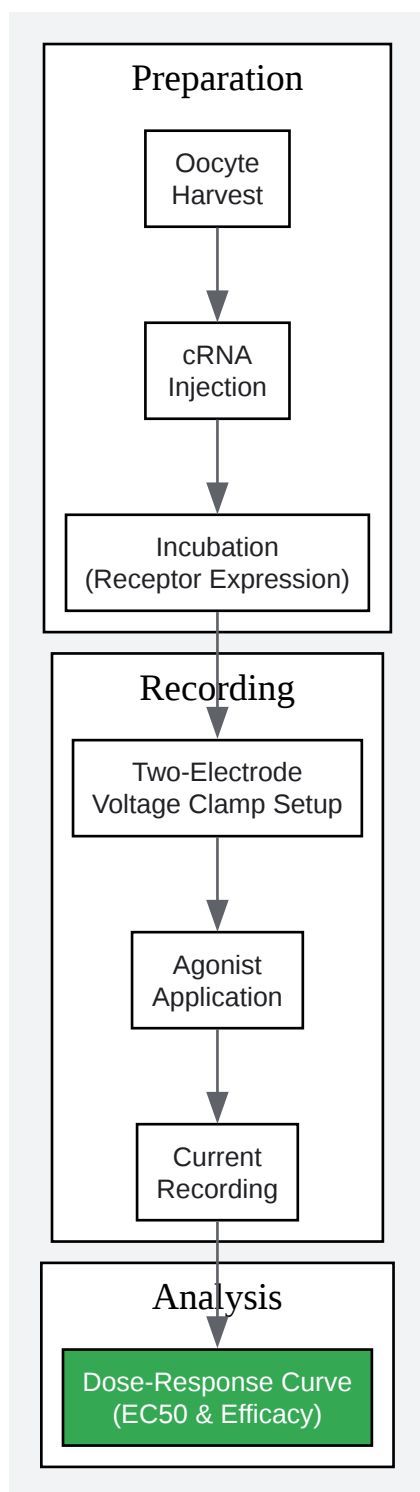 Preparation
Oocyte
Harvest
cRNA
Injection
Incubation
(Receptor Expression)
Recording
Two-Electrode
Voltage Clamp Setup
Agonist
Application
Current
Recording
Analysis
Dose-Response Curve
(EC50 & Efficacy)